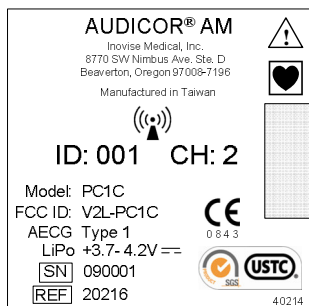 AUDICOR® AM
Inovise Medical, Inc.
8770 SW Nimbus Ave. Ste. D
Beaverton, Oregon 97008-7196
Manufactured in Taiwan
ID: 001 CH: 2
Model: PC1C
FCC ID: V2L-PC1C
AECG Type 1
LiPo +3.7- 4.2V
CE
0843
SN 090001
REF 20216
SGS
USTC
40214